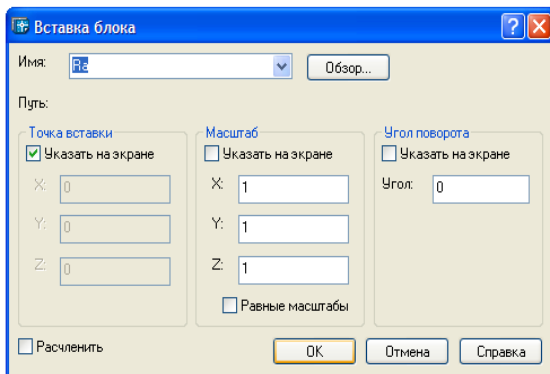 Вставка блока
Имя: Ra Обзор...
Путь:
Точка вставки Масштаб Угол поворота
Указать на экране Указать на экране Указать на экране
X: 0 X: 1 Угол: 0
Y: 0 Y: 1
Z: 0 Z: 1
Равные масштабы
Расчленить OK Отмена Справка